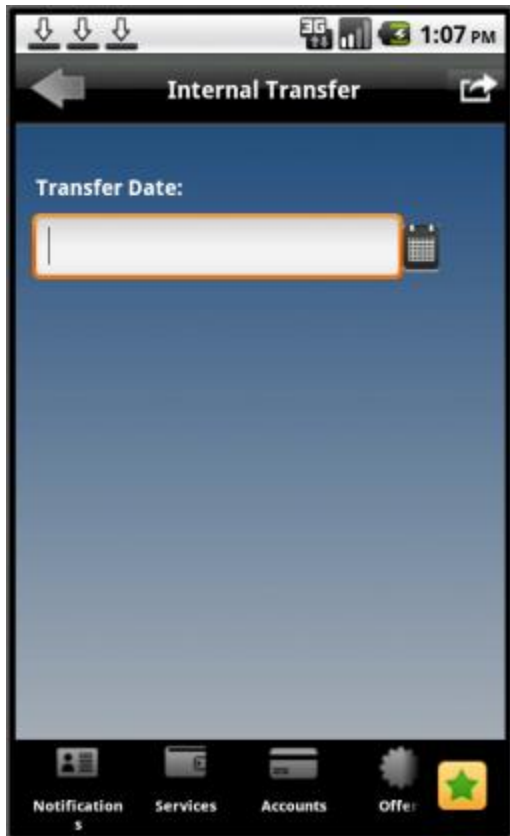 3G 1:07 PM
Internal Transfer
Transfer Date:
Notification
s
Services
Accounts
Offer